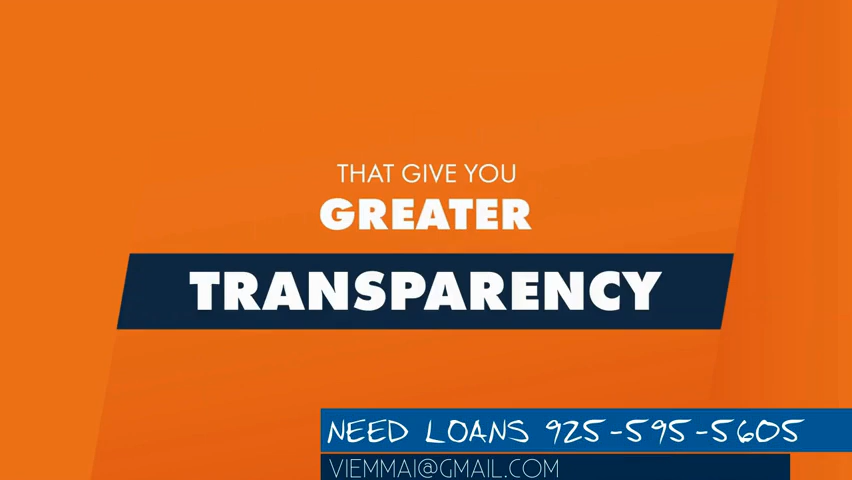 THAT GIVE YOU
GREATER
TRANSPARENCY
NEED LOANS 925-595-5605
VIEMMAI@GMAIL.COM